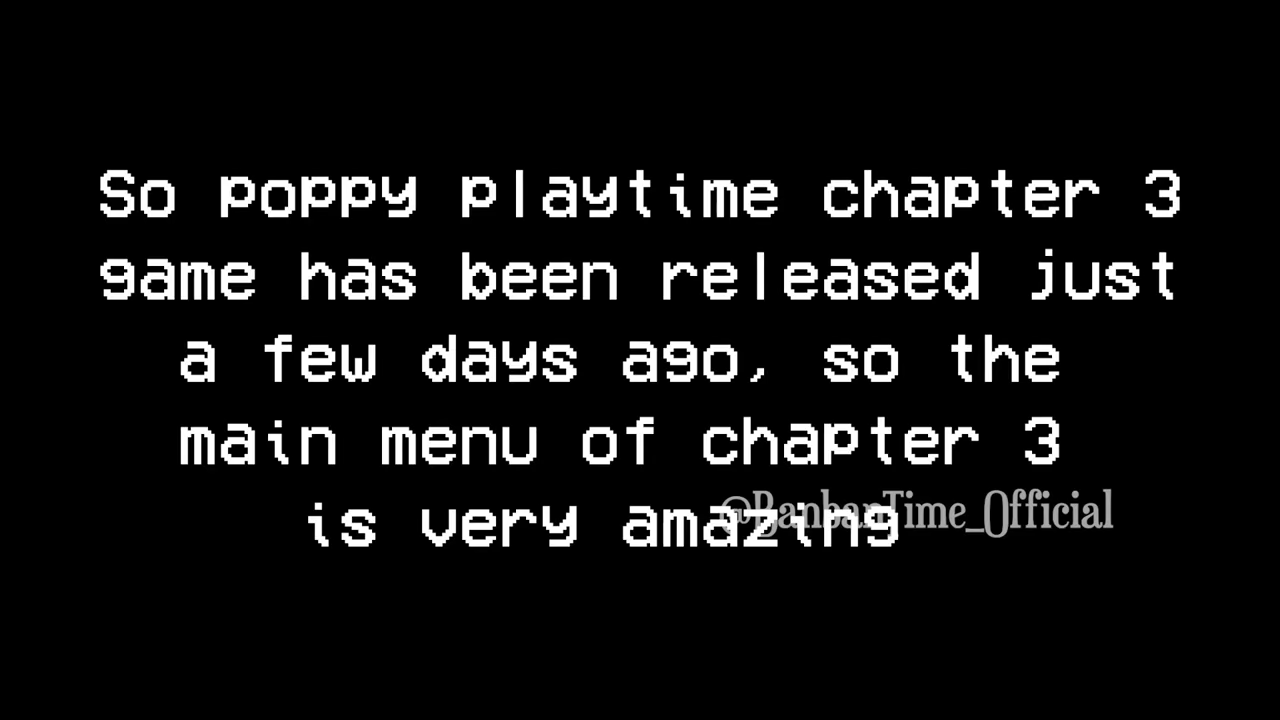 So poppy playtime chapter 3
game has been released just
a few days ago, so the
main menu of chapter 3
is very amazing
@BanbanTime_Official